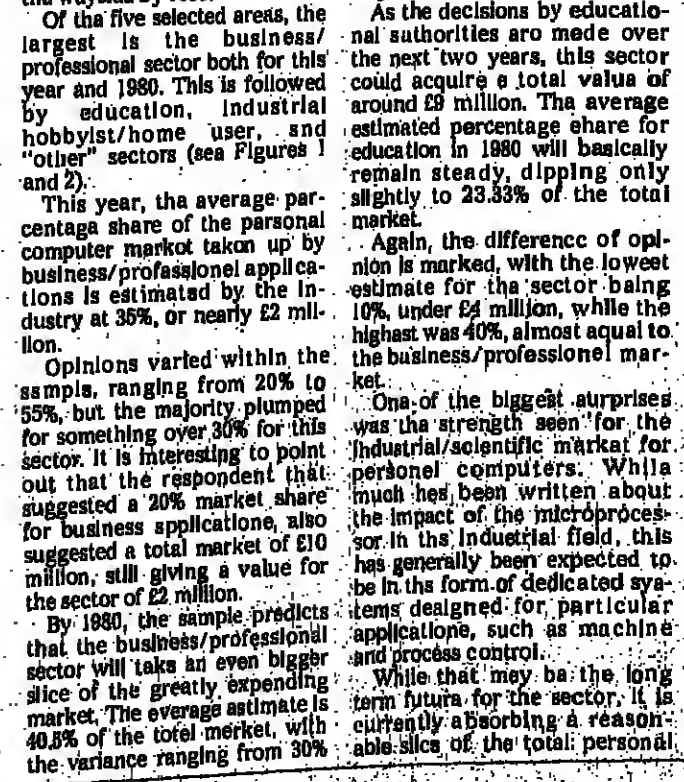 Of the five selected areas, the
largest is the business/
professional sector both for this
year and 1980. This is followed
by education, industrial
hobbyist/home user, and
"other" sectors (see Figures 1
and 2).
This year, the average per-
centage share of the personal
computer market taken up by
business/professional applica-
tions is estimated by the in-
dustry at 35%, or nearly £2 mil-
lion.
Opinions varied within the
sample, ranging from 20% to
55%, but the majority plumped
for something over 30% for this
sector. It is interesting to point
out that the respondent that
suggested a 20% market share
for business applications, also
suggested a total market of £10
million, still giving a value for
the sector of £2 million.
By 1980, the sample predicts
that the business/professional
sector will take an even bigger
slice of the greatly expending
market. The average estimate is
40.6% of the total market, with
the variance ranging from 30%
As the decisions by educatio-
nal authorities are made over
the next two years, this sector
could acquire a total value of
around £9 million. The average
estimated percentage share for
education in 1980 will basically
remain steady, dipping only
slightly to 23.33% of the total
market.
Again, the difference of opi-
nion is marked, with the lowest
estimate for the sector being
10%, under £4 million, while the
highest was 40%, almost equal to
the business/professional mar-
ket.
One of the biggest surprises
was the strength seen for the
industrial/scientific market for
personal computers. While
much has been written about
the impact of the microproces-
sor in the industrial field, this
has generally been expected to
be in the form of dedicated sys-
tems designed for particular
applications, such as machine
and process control.
While that may be the long
term future for the sector, it is
currently absorbing a reason-
able slice of the total personal